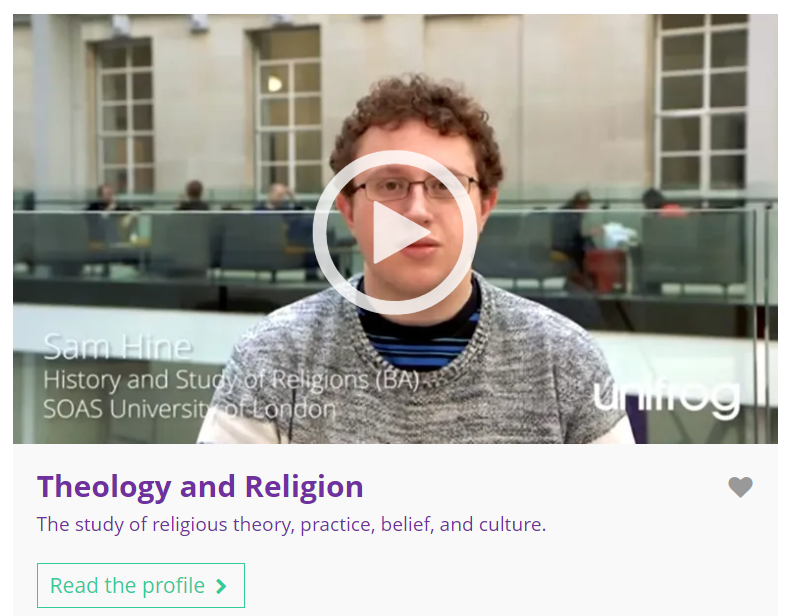 Sam Hine
History and Study of Religions (BA)
SOAS University of London
unifrog
Theology and Religion
The study of religious theory, practice, belief, and culture.
Read the profile